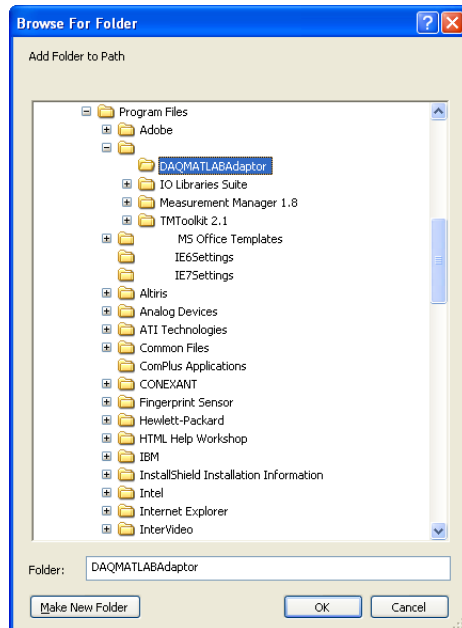 Browse For Folder
Add Folder to Path
Program Files
Adobe
DAQMATLABAdaptor
IO Libraries Suite
Measurement Manager 1.8
TMToolkit 2.1
MS Office Templates
IE6Settings
IE7Settings
Altiris
Analog Devices
ATI Technologies
Common Files
ComPlus Applications
CONEXANT
Fingerprint Sensor
Hewlett-Packard
HTML Help Workshop
IBM
InstallShield Installation Information
Intel
Internet Explorer
InterVideo
Folder: DAQMATLABAdaptor
Make New Folder OK Cancel